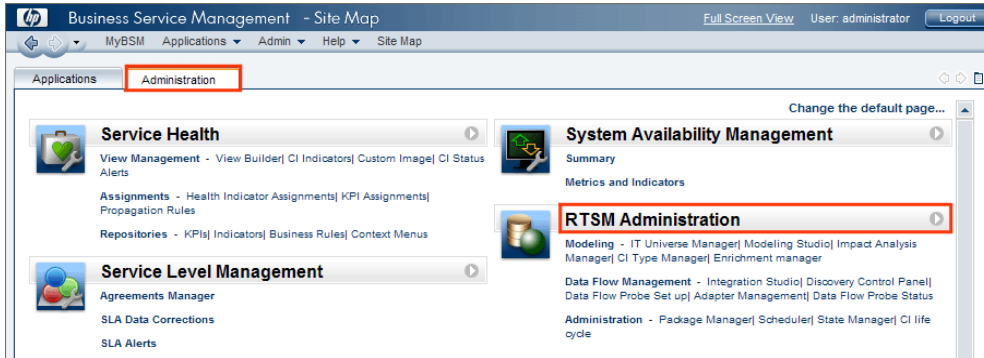 hp Business Service Management - Site Map
Full Screen View User: administrator Logout
MyBSM Applications Admin Help Site Map
Applications Administration
Change the default page...
Service Health
View Management - View Builder| CI Indicators| Custom Image| CI Status
Alerts
Assignments - Health Indicator Assignments| KPI Assignments|
Propagation Rules
Repositories - KPIs| Indicators| Business Rules| Context Menus
Service Level Management
Agreements Manager
SLA Data Corrections
SLA Alerts
System Availability Management
Summary
Metrics and Indicators
RTSM Administration
Modeling - IT Universe Manager| Modeling Studio| Impact Analysis
Manager| CI Type Manager| Enrichment manager
Data Flow Management - Integration Studio| Discovery Control Panel|
Data Flow Probe Set up| Adapter Management| Data Flow Probe Status
Administration - Package Manager| Scheduler| State Manager| CI life
cycle